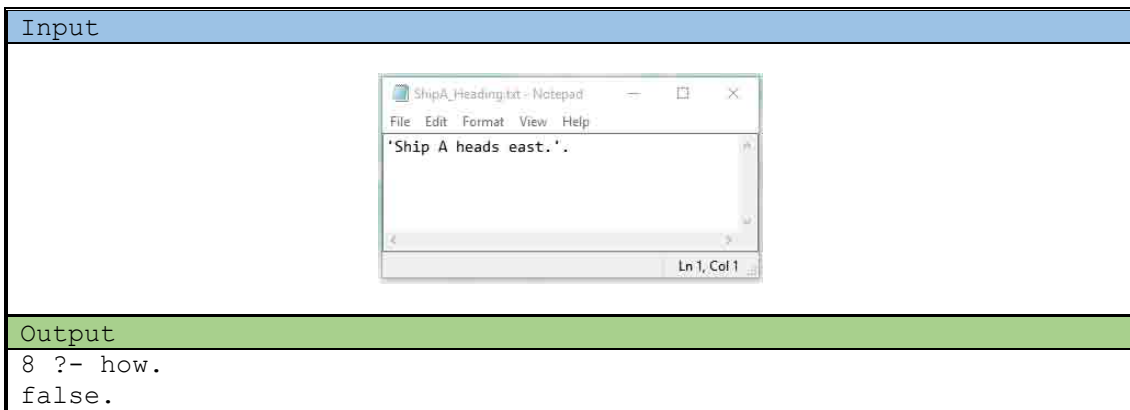 Input
ShipA_Heading.txt - Notepad
File Edit Format View Help
'Ship A heads east.'.
Ln 1, Col 1
Output
8 ?- how.
false.